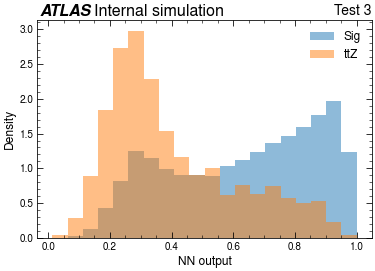 ATLAS Internal simulation
Test 3
Sig
ttZ
Density
3.0
2.5
2.0
1.5
1.0
0.5
0.0
0.0 0.2 0.4 0.6 0.8 1.0
NN output